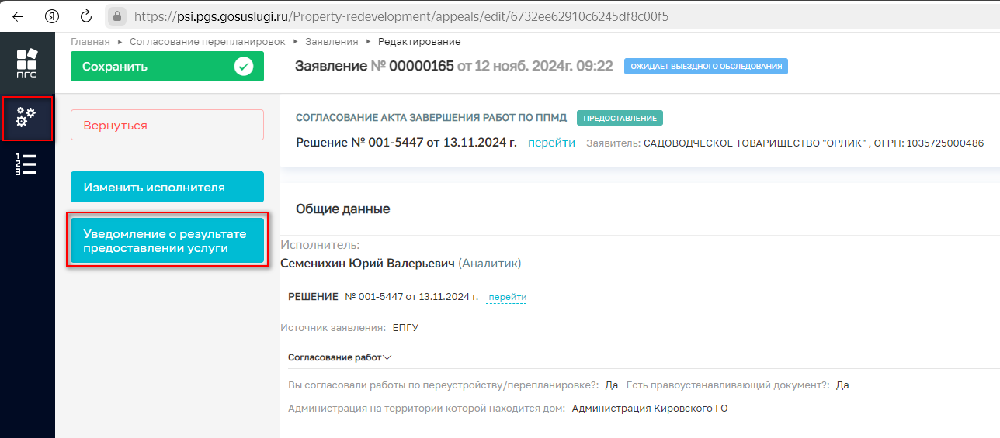 https://psi.pgs.gosuslugi.ru/Property-redevelopment/appeals/edit/6732ee62910c6245df8c00f5
Главная ▸ Согласование перепланировок ▸ Заявления ▸ Редактирование
пгс
Сохранить
Заявление № 00000165 от 12 нояб. 2024г. 09:22 ОЖИДАЕТ ВЫЕЗДНОГО ОБСЛЕДОВАНИЯ
Вернуться
Изменить исполнителя
Уведомление о результате
предоставлении услуги
СОГЛАСОВАНИЕ АКТА ЗАВЕРШЕНИЯ РАБОТ ПО ППМД ПРЕДОСТАВЛЕНИЕ
Решение № 001-5447 от 13.11.2024 г. перейти Заявитель: САДОВОДЧЕСКОЕ ТОВАРИЩЕСТВО "ОРЛИК" , ОГРН: 1035725000486
Общие данные
Исполнитель:
Семенихин Юрий Валерьевич (Аналитик)
РЕШЕНИЕ № 001-5447 от 13.11.2024 г. перейти
Источник заявления: ЕПГУ
Согласование работ
Вы согласовали работы по переустройству/перепланировке?: Да Есть правоустанавливающий документ?: Да
Администрация на территории которой находится дом: Администрация Кировского ГО